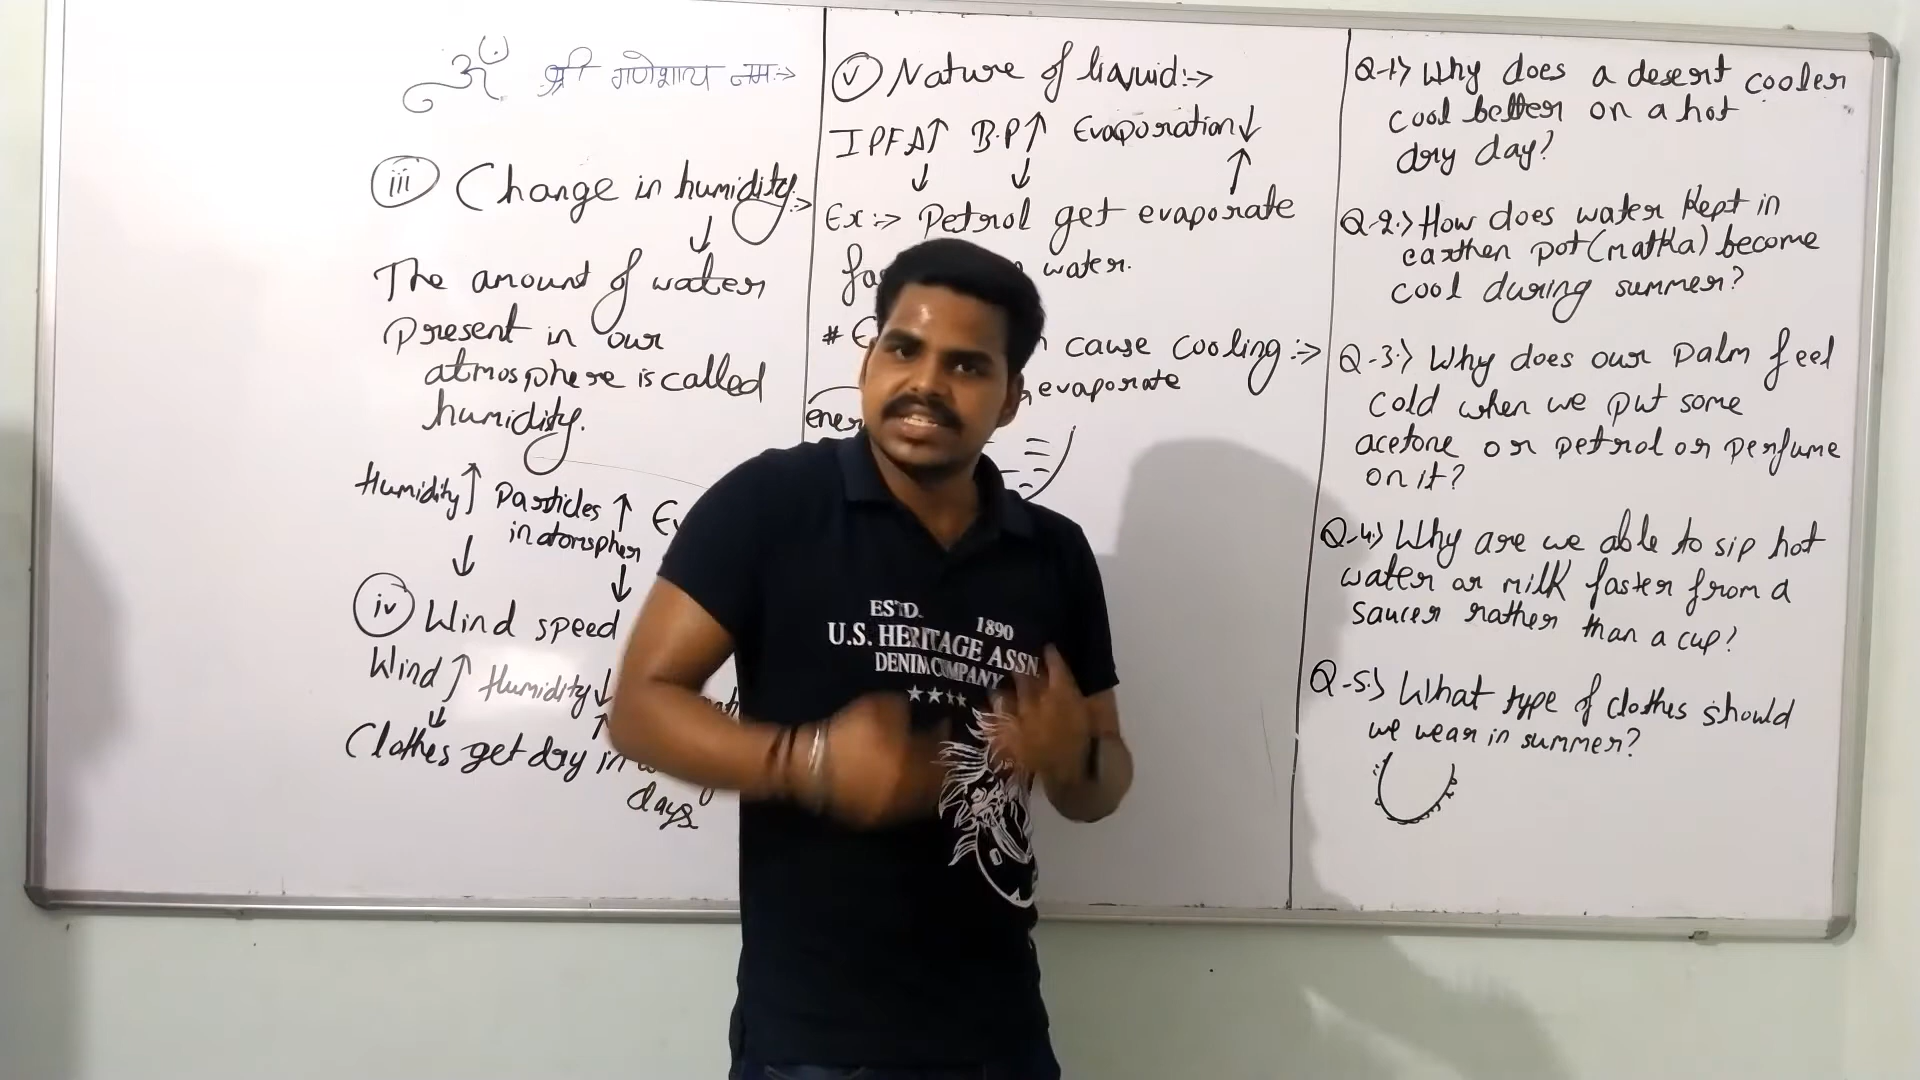 ॐ श्री गणेशाय नमः:->
iii Change in humidity:->
The amount of water
present in our
atmosphere is called
humidity.
Humidity↑ Particles ↑
in atomspher
iv Wind speed
Wind ↑ Humidity↓
Clothes get dry in
days
v Nature of liquid:->
IPFA↑ B.P↑ Evaporation↓
Ex:-> Petrol get evaporate
water.
# cause cooling:->
evaporate
Q-1> Why does a desert cooler
cool better on a hot
dry day?
Q-2.> How does water kept in
earthen pot (matka) become
cool during summer?
Q-3.> Why does our palm feel
cold when we put some
acetone or petrol or perfume
on it?
Q-4.> Why are we able to sip hot
water or milk faster from a
saucer rather than a cup?
Q-5.> What type of clothes should
we wear in summer?
ESTD. 1890
U.S. HERITAGE ASSN.
DENIM COMPANY